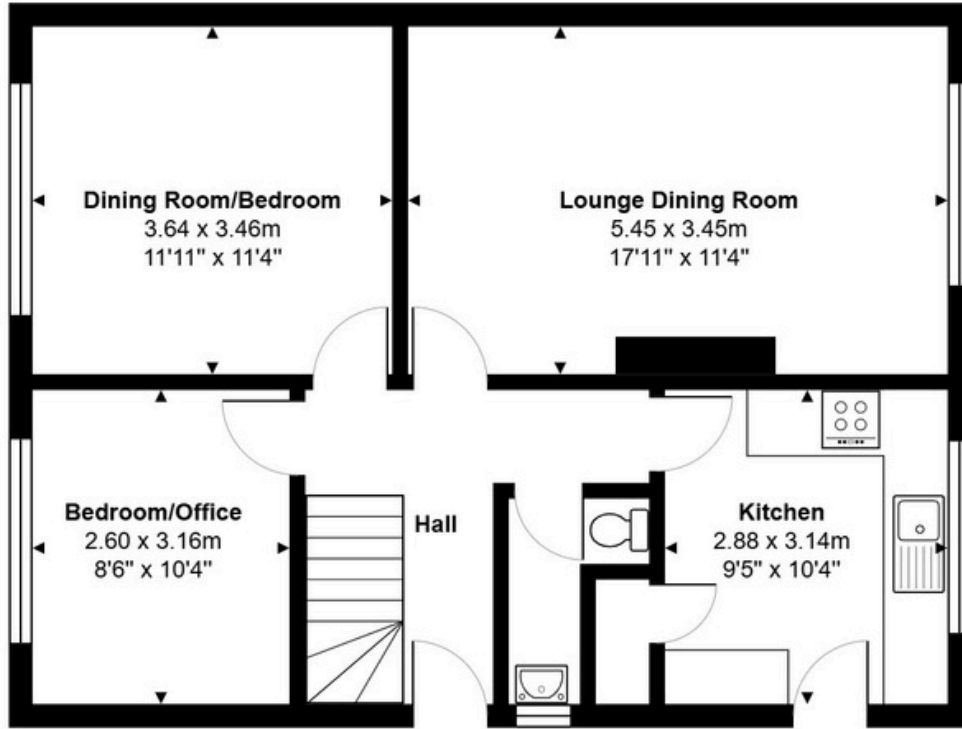 Dining Room/Bedroom
3.64 x 3.46m
11'11" x 11'4"
Lounge Dining Room
5.45 x 3.45m
17'11" x 11'4"
Bedroom/Office
2.60 x 3.16m
8'6" x 10'4"
Hall
Kitchen
2.88 x 3.14m
9'5" x 10'4"